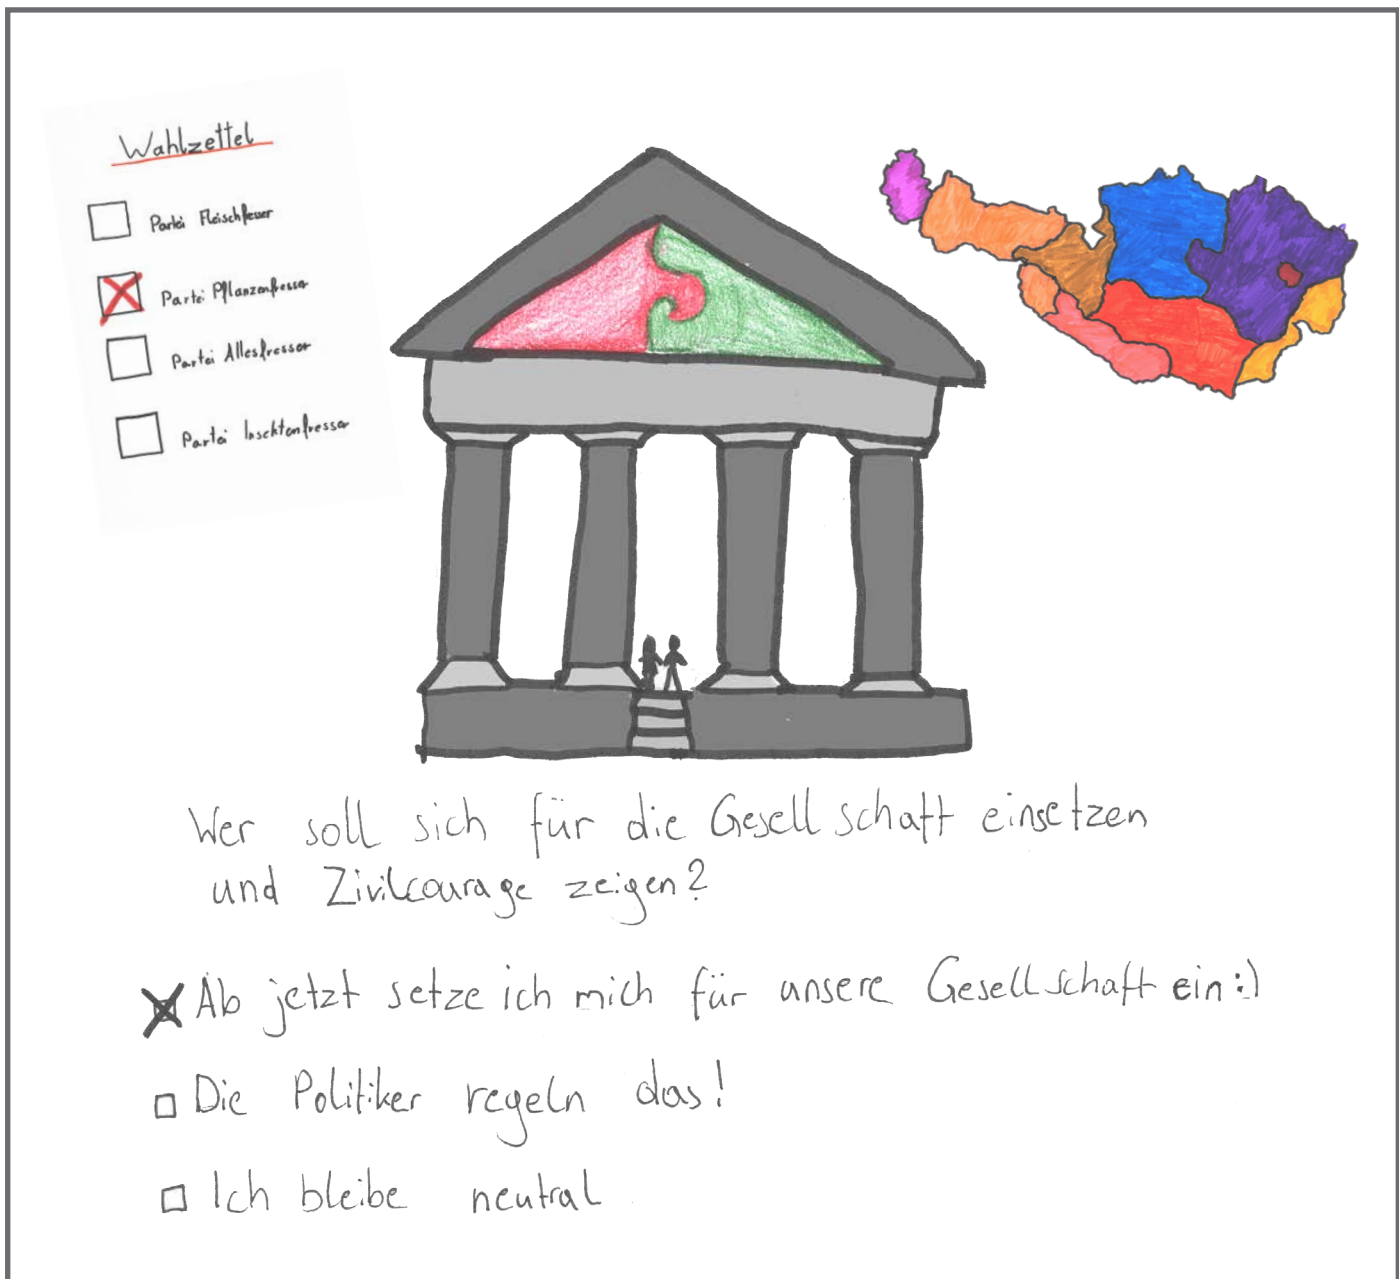 Wahlzettel
Partei Fleischfresser
Partei Pflanzenfresser
Partei Allesfresser
Partei Insektenfresser
Wer soll sich für die Gesellschaft einsetzen
und Zivilcourage zeigen?
Ab jetzt setze ich mich für unsere Gesellschaft ein :)
Die Politiker regeln das!
Ich bleibe neutral